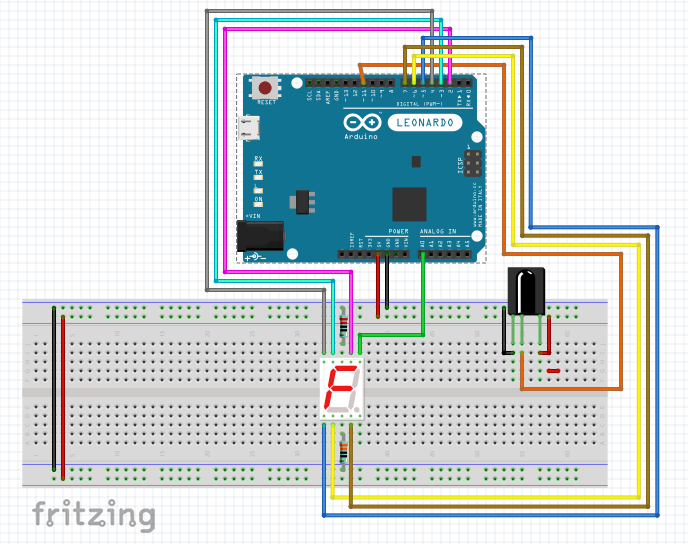 SCL
SDA
AREF
GND
13
12
~11
~10
~9
8
7
~6
~5
4
~3
2
TX►1
RX◄0
RESET
DIGITAL (PWM~)
LEONARDO
Arduino
1
ICSP
RX
TX
L
ON
www.arduino.cc
MADE IN ITALY
+VIN
POWER
ANALOG IN
IOREF
RST
3V3
5V
GND
GND
VIN
A0
A1
A2
A3
A4
A5
fritzing